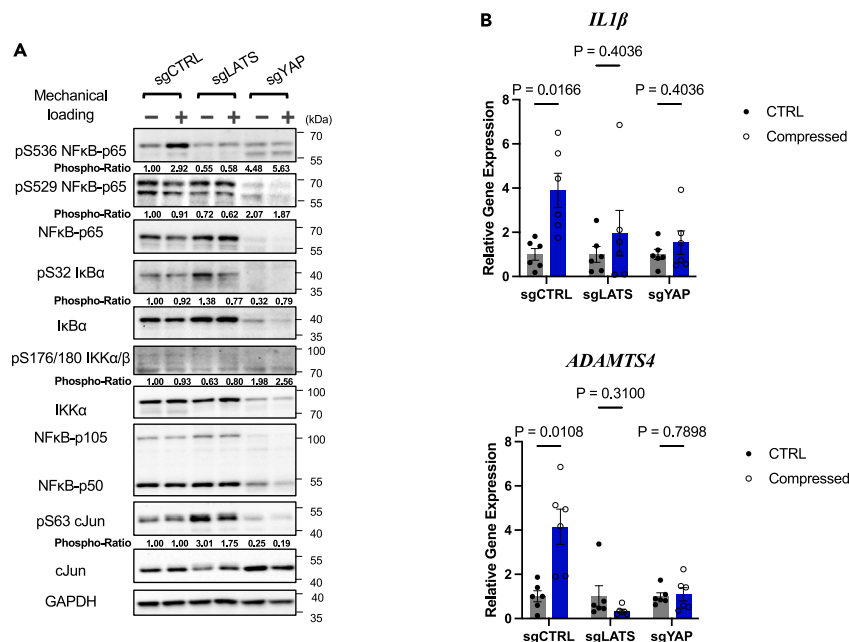 A
sgCTRL sgLATS sgYAP
Mechanical loading − + − + − + (kDa)
pS536 NFκB-p65 70 55
Phospho-Ratio 1.00 2.92 0.55 0.58 4.48 5.63
pS529 NFκB-p65 70 55
Phospho-Ratio 1.00 0.91 0.72 0.62 2.07 1.87
NFκB-p65 70 55
pS32 IκBα 40 35
Phospho-Ratio 1.00 0.92 1.38 0.77 0.32 0.79
IκBα 40 35
pS176/180 IKKα/β 100 70
Phospho-Ratio 1.00 0.93 0.63 0.80 1.98 2.56
IKKα 100 70
NFκB-p105 100
NFκB-p50 55
pS63 cJun 55 40
Phospho-Ratio 1.00 1.00 3.01 1.75 0.25 0.19
cJun 55 40
GAPDH 40 35
B
IL1β
P = 0.4036
P = 0.0166 P = 0.4036
CTRL
Compressed
Relative Gene Expression
8
6
4
2
0
sgCTRL sgLATS sgYAP
ADAMTS4
P = 0.3100
P = 0.0108 P = 0.7898
CTRL
Compressed
Relative Gene Expression
8
6
4
2
0
sgCTRL sgLATS sgYAP